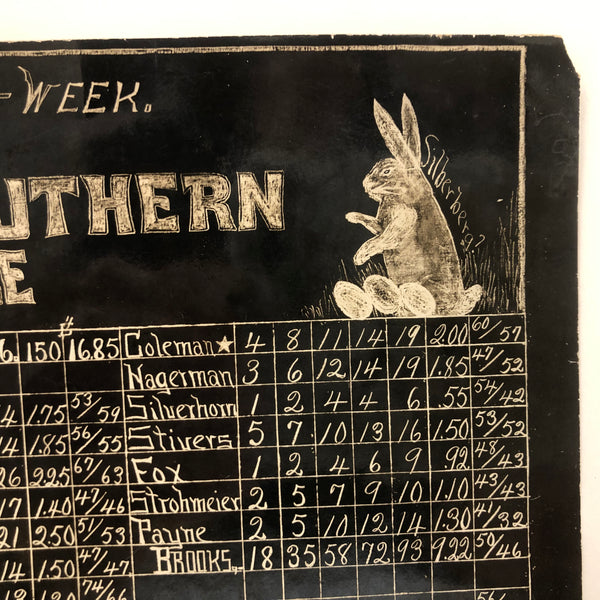 -WEEK.
UTHERN
E
Silberberg?
6. 150 $16.85 Coleman★ 4 8 11 14 19 2.00 60/57
Nagerman 3 6 12 14 19 1.85 47/52
4 1.75 53/59 Silverhorn 1 2 4 4 6 .55 54/42
14 1.85 56/55 Stivers 5 7 10 13 16 1.50 53/52
26 2.25 67/63 Fox 1 2 4 6 9 .92 48/43
17 1.40 47/46 Strohmeier 2 5 7 9 10 1.10 43/43
21 2.50 51/53 Payne 2 5 10 12 14 1.30 41/32
14 1.50 47/47 BROOKS, 18 35 58 72 93 9.22 50/46
74/66